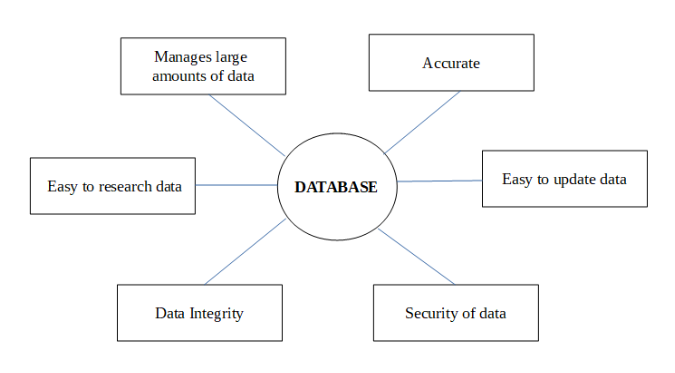 Manages large
amounts of data
Accurate
Easy to research data
DATABASE
Easy to update data
Data Integrity
Security of data